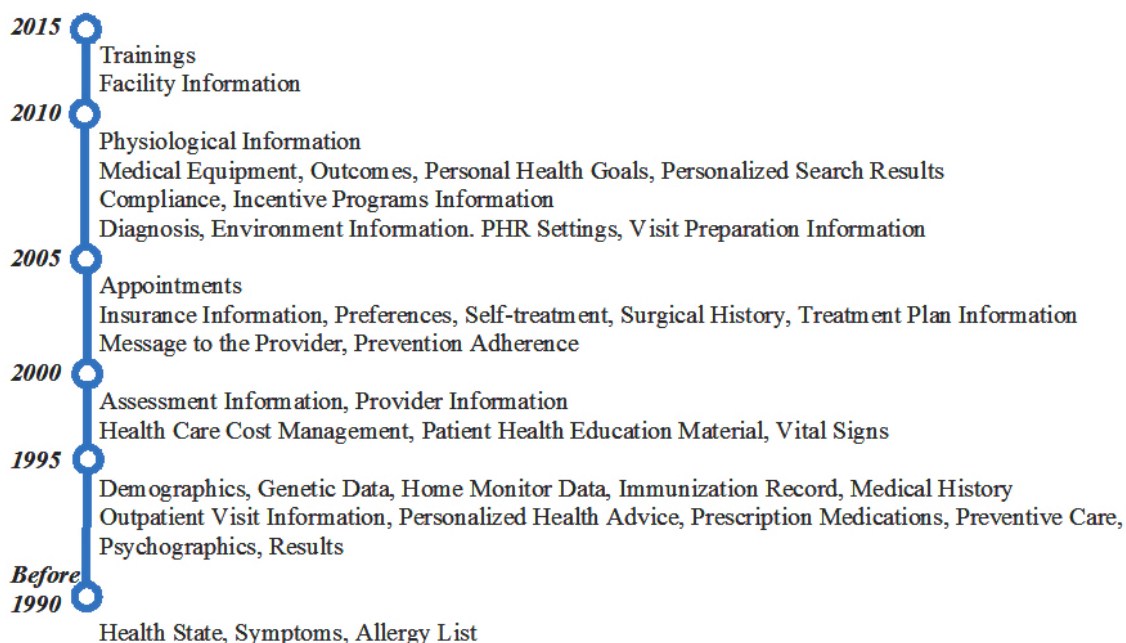 2015
Trainings
Facility Information
2010
Physiological Information
Medical Equipment, Outcomes, Personal Health Goals, Personalized Search Results
Compliance, Incentive Programs Information
Diagnosis, Environment Information. PHR Settings, Visit Preparation Information
2005
Appointments
Insurance Information, Preferences, Self-treatment, Surgical History, Treatment Plan Information
Message to the Provider, Prevention Adherence
2000
Assessment Information, Provider Information
Health Care Cost Management, Patient Health Education Material, Vital Signs
1995
Demographics, Genetic Data, Home Monitor Data, Immunization Record, Medical History
Outpatient Visit Information, Personalized Health Advice, Prescription Medications, Preventive Care,
Psychographics, Results
Before
1990
Health State, Symptoms, Allergy List